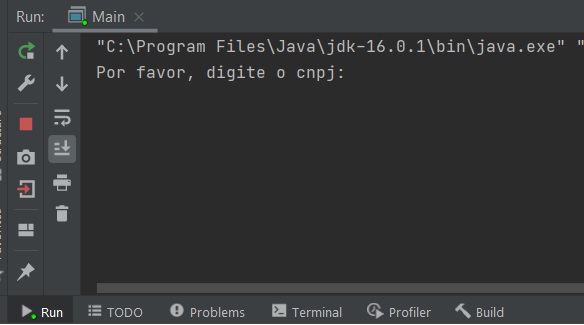 Run: Main
"C:\Program Files\Java\jdk-16.0.1\bin\java.exe" "
Por favor, digite o cnpj:
Run TODO Problems Terminal Profiler Build